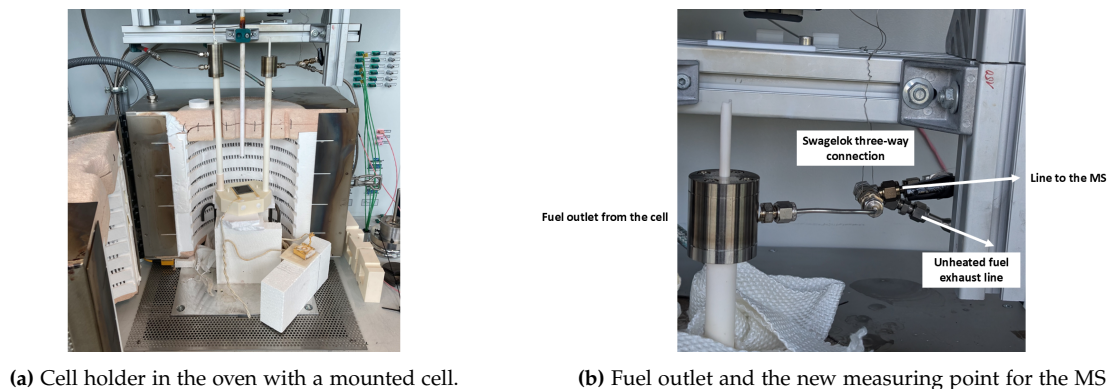 Swagelok three-way
connection
Line to the MS
Fuel outlet from the cell
Unheated fuel
exhaust line
(a) Cell holder in the oven with a mounted cell.
(b) Fuel outlet and the new measuring point for the MS